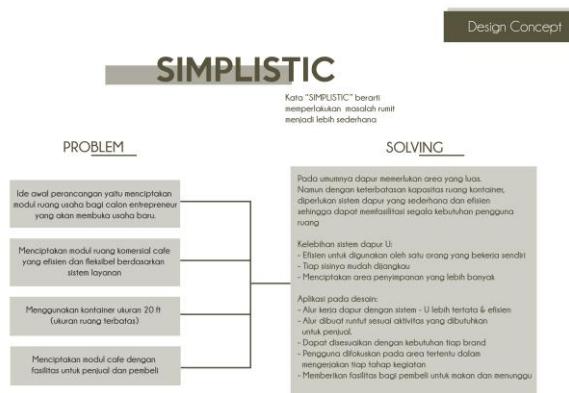 Design Concept
SIMPLISTIC
Kata "SIMPLISTIC" berarti
memperlakukan masalah rumit
menjadi lebih sederhana
PROBLEM
Ide awal perancangan yaitu menciptakan
modul ruang usaha bagi calon entrepreneur
yang akan membuka usaha baru.
Menciptakan modul ruang komersial cafe
yang efisien dan fleksibel berdasarkan
sistem layanan
Menggunakan kontainer ukuran 20 ft
(ukuran ruang terbatas)
Menciptakan modul cafe dengan
fasilitas untuk penjual dan pembeli
SOLVING
Pada umumnya dapur memerlukan area yang luas.
Namun dengan keterbatasan kapasitas ruang kontainer,
diperlukan sistem dapur yang sederhana dan efisien
sehingga dapat memfasilitasi segala kebutuhan pengguna
ruang
Kelebihan sistem dapur U:
- Efisien untuk digunakan oleh satu orang yang bekerja sendiri
- Tiap sisinya mudah dijangkau
- Menciptakan area penyimpanan yang lebih banyak
Aplikasi pada desain:
- Alur kerja dapur dengan sistem - U lebih tertata & efisien
- Alur dibuat runtut sesuai aktivitas yang dibutuhkan
untuk penjual.
- Dapat disesuaikan dengan kebutuhan tiap brand
- Pengguna difokuskan pada area tertentu dalam
mengerjakan tiap tahap kegiatan
- Memberikan fasilitas bagi pembeli untuk makan dan menunggu